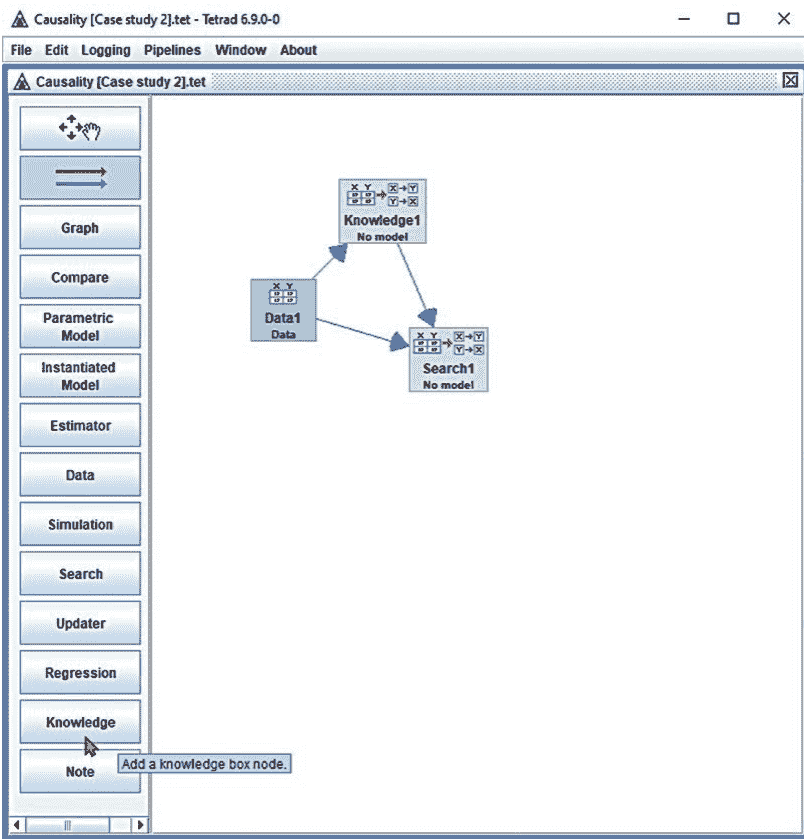 Causality [Case study 2].tet - Tetrad 6.9.0-0
File Edit Logging Pipelines Window About
Causality [Case study 2].tet
Graph
Compare
Parametric
Model
Instantiated
Model
Estimator
Data
Simulation
Search
Updater
Regression
Knowledge
Note
Add a knowledge box node.
X Y
X→Y
Y→X
Knowledge1
No model
X Y
Data1
Data
X Y
X→Y
Y→X
Search1
No model